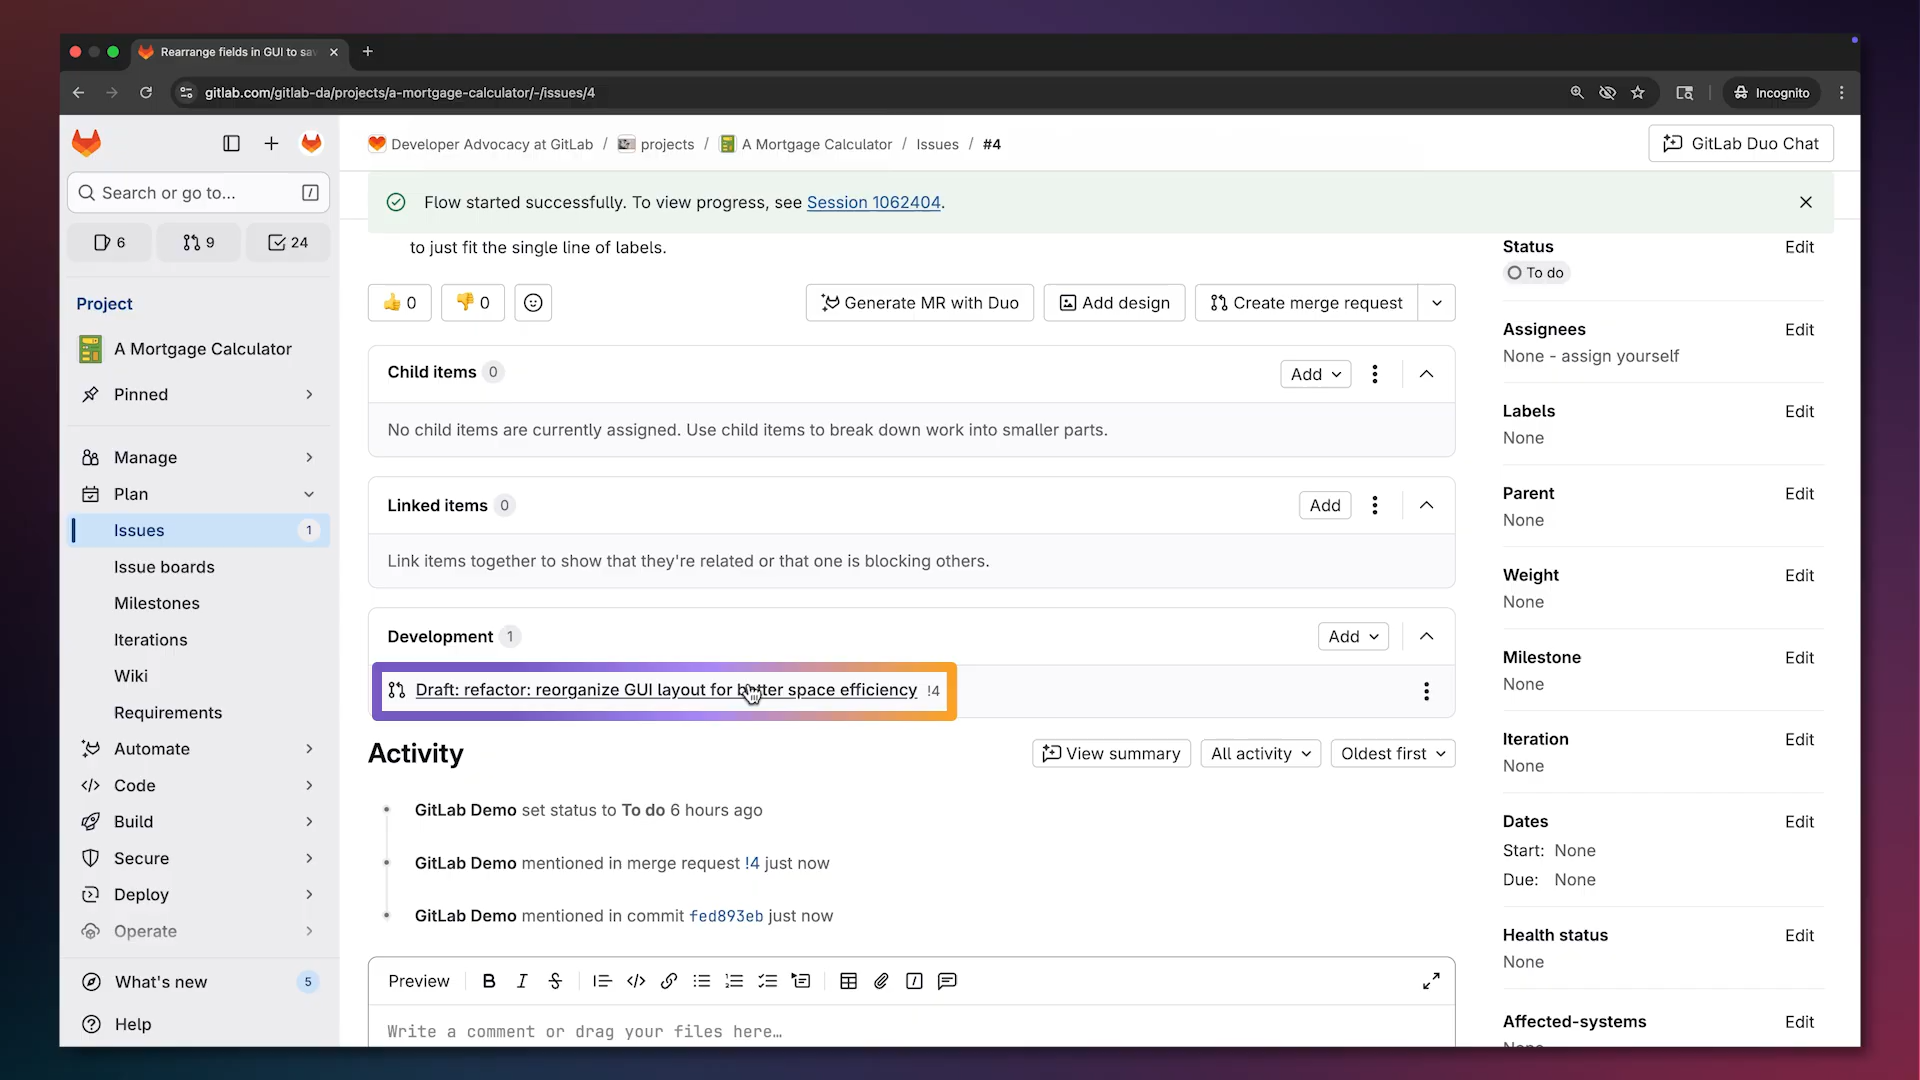 Rearrange fields in GUI to sa
gitlab.com/gitlab-da/projects/a-mortgage-calculator/-/issues/4
Incognito
Search or go to... /
6 9 24
Project
A Mortgage Calculator
Pinned
Manage
Plan
Issues 1
Issue boards
Milestones
Iterations
Wiki
Requirements
Automate
Code
Build
Secure
Deploy
Operate
What's new 5
Help
Developer Advocacy at GitLab / projects / A Mortgage Calculator / Issues / #4
GitLab Duo Chat
Flow started successfully. To view progress, see Session 1062404.
to just fit the single line of labels.
👍 0 👎 0
Generate MR with Duo Add design Create merge request
Child items 0 Add
No child items are currently assigned. Use child items to break down work into smaller parts.
Linked items 0 Add
Link items together to show that they're related or that one is blocking others.
Development 1 Add
Draft: refactor: reorganize GUI layout for better space efficiency !4
Activity View summary All activity Oldest first
GitLab Demo set status to To do 6 hours ago
GitLab Demo mentioned in merge request !4 just now
GitLab Demo mentioned in commit fed893eb just now
Preview B I S
Write a comment or drag your files here…
Status Edit
To do
Assignees Edit
None - assign yourself
Labels Edit
None
Parent Edit
None
Weight Edit
None
Milestone Edit
None
Iteration Edit
None
Dates Edit
Start: None
Due: None
Health status Edit
None
Affected-systems Edit